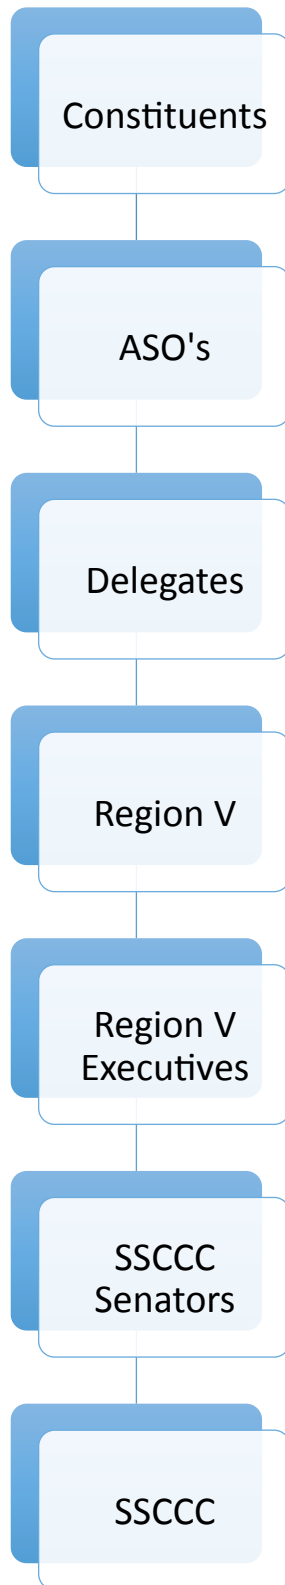 Constituents
ASO's
Delegates
Region V
Region V
Executives
SSCCC
Senators
SSCCC